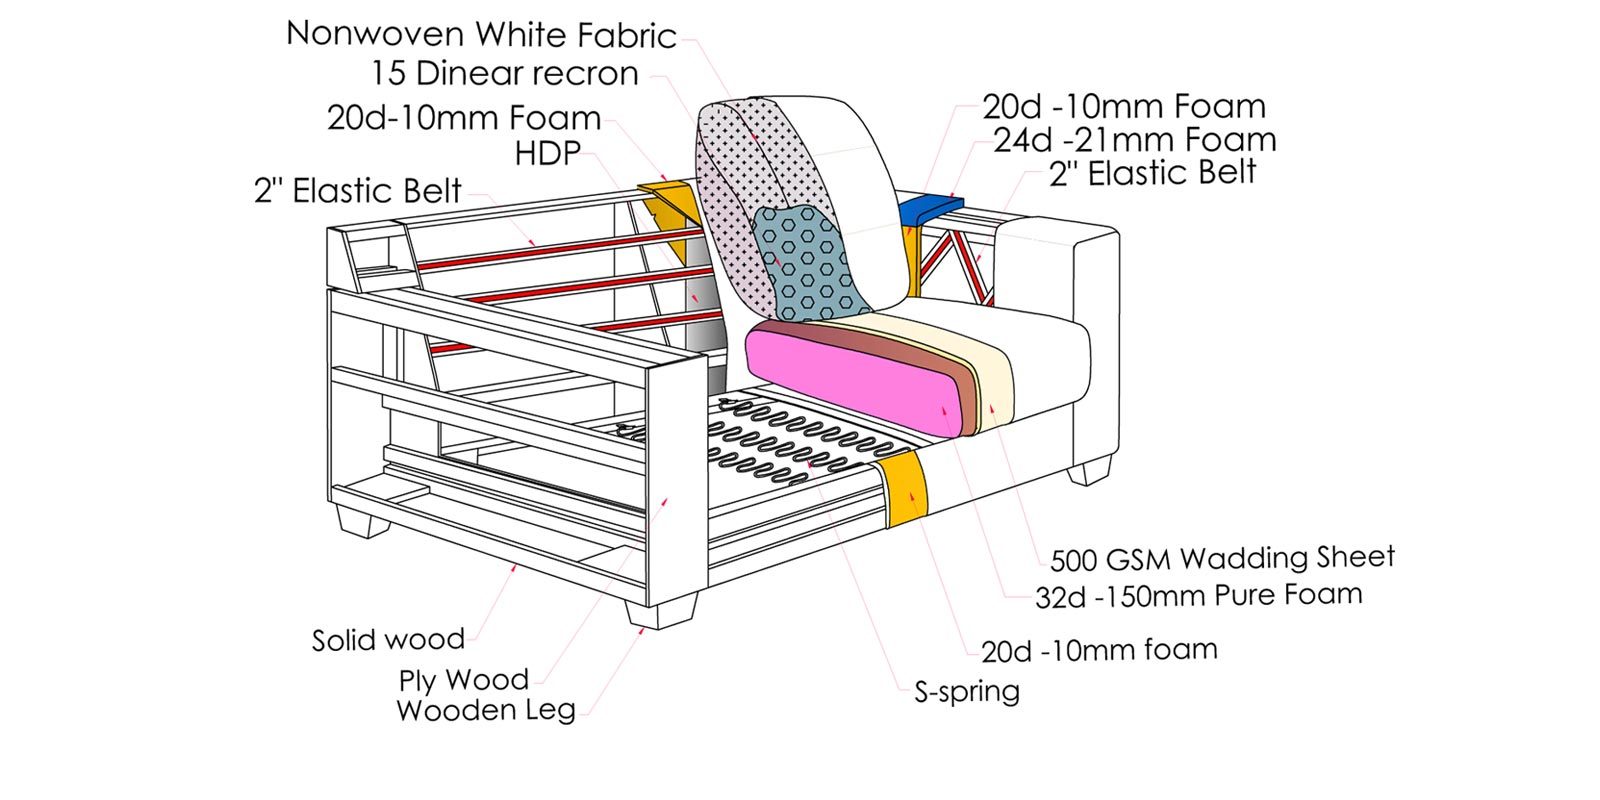 Nonwoven White Fabric
15 Dinear recron
20d-10mm Foam
HDP
2" Elastic Belt
20d -10mm Foam
24d -21mm Foam
2" Elastic Belt
500 GSM Wadding Sheet
32d -150mm Pure Foam
20d -10mm foam
S-spring
Solid wood
Ply Wood
Wooden Leg